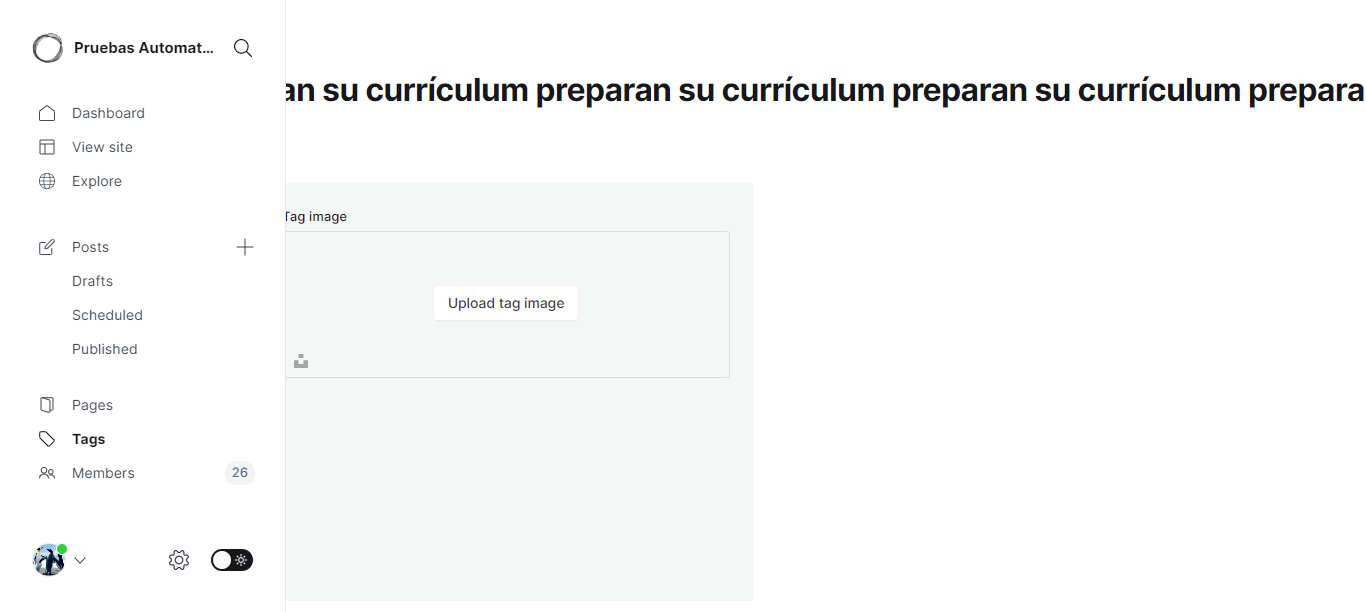 Pruebas Automat...
an su currículum preparan su currículum preparan su currículum prepara
Dashboard
View site
Explore
Tag image
Posts
Drafts
Upload tag image
Scheduled
Published
Pages
Tags
Members
26